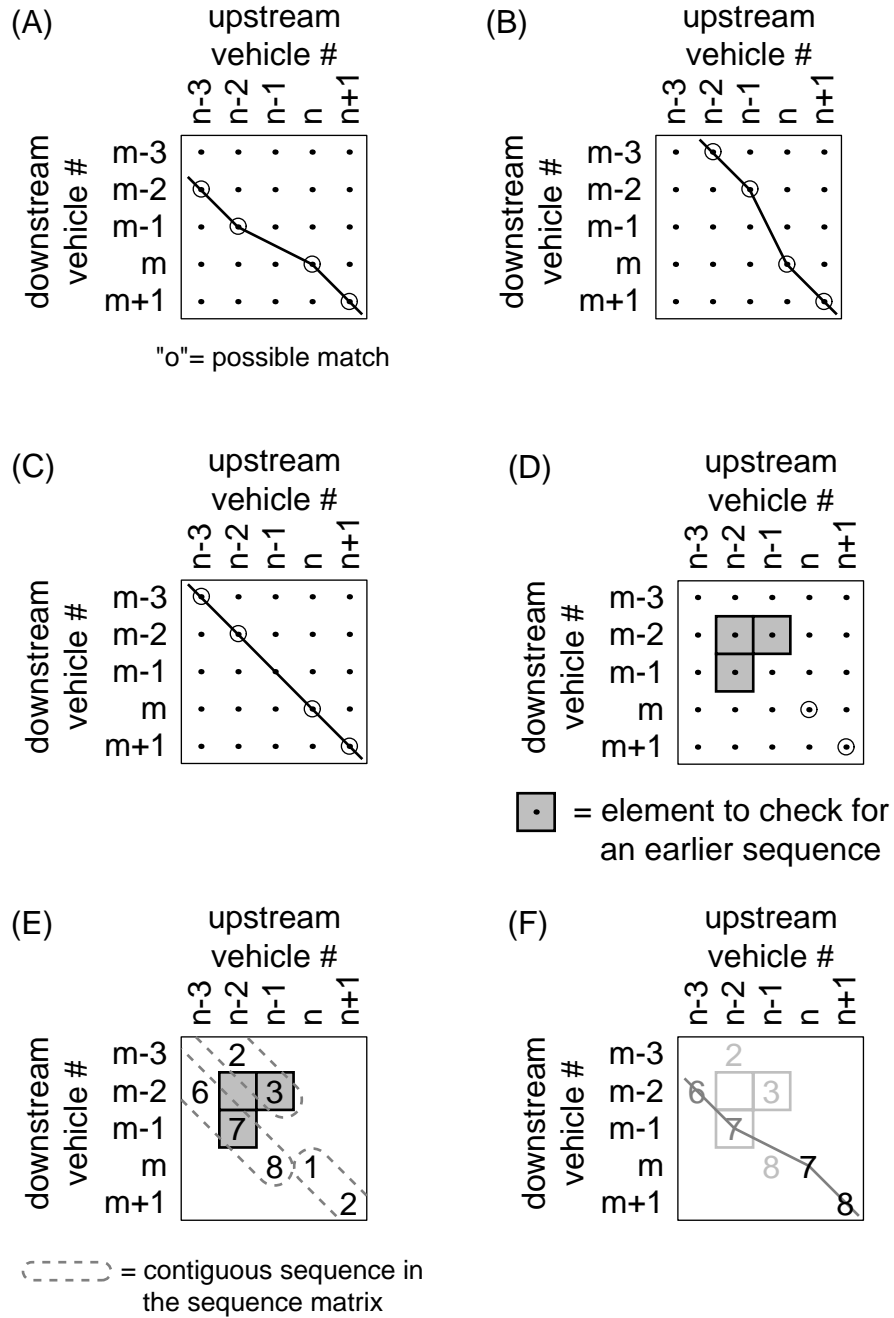 (A)
upstream
vehicle #
n-3 n-2 n-1 n n+1
downstream
vehicle #
m-3
m-2
m-1
m
m+1
"o"= possible match
(B)
upstream
vehicle #
n-3 n-2 n-1 n n+1
downstream
vehicle #
m-3
m-2
m-1
m
m+1
(C)
upstream
vehicle #
n-3 n-2 n-1 n n+1
downstream
vehicle #
m-3
m-2
m-1
m
m+1
(D)
upstream
vehicle #
n-3 n-2 n-1 n n+1
downstream
vehicle #
m-3
m-2
m-1
m
m+1
= element to check for
an earlier sequence
(E)
upstream
vehicle #
n-3 n-2 n-1 n n+1
downstream
vehicle #
m-3 2
m-2 6 3
m-1 7
m 8 1
m+1 2
= contiguous sequence in
the sequence matrix
(F)
upstream
vehicle #
n-3 n-2 n-1 n n+1
downstream
vehicle #
m-3 2
m-2 6 3
m-1 7
m 8 7
m+1 8